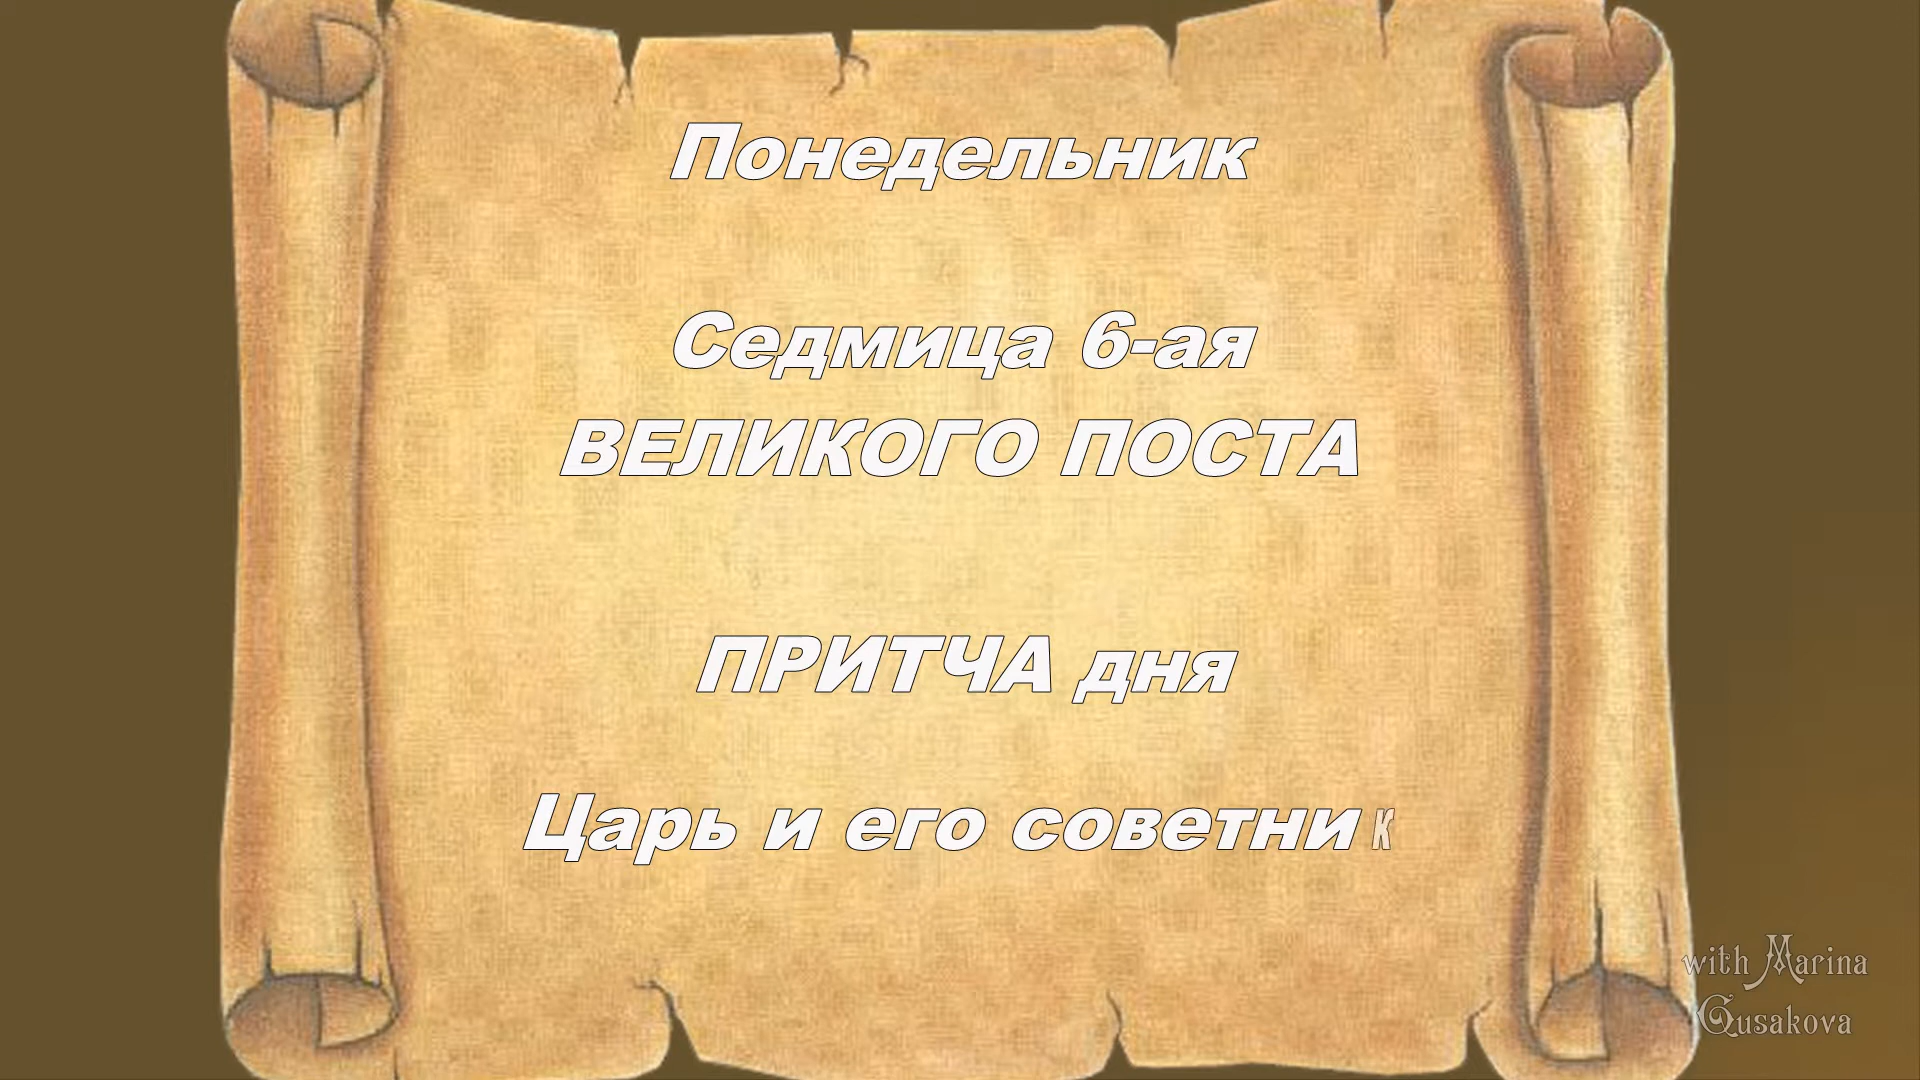 Понедельник
Седмица 6-ая
ВЕЛИКОГО ПОСТА
ПРИТЧА дня
Царь и его советник
with Marina
Gusakova